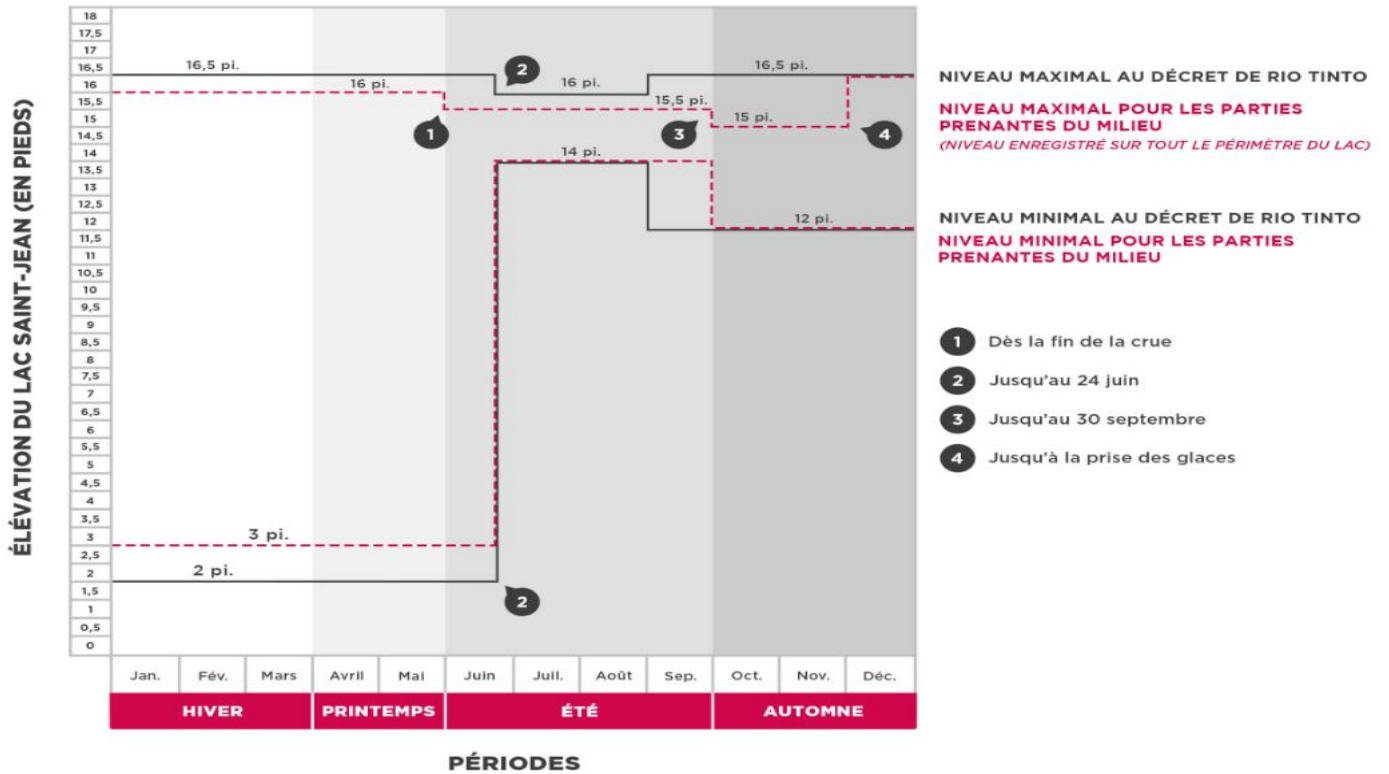 ÉLÉVATION DU LAC SAINT-JEAN (EN PIEDS)
18
17,5
17
16,5
16
15,5
15
14,5
14
13,5
13
12,5
12
11,5
11
10,5
10
9,5
9
8,5
8
7,5
7
6,5
6
5,5
5
4,5
4
3,5
3
2,5
2
1,5
1
0,5
0
16,5 pi.
2
16 pi.
16 pi.
16,5 pi.
15,5 pi.
15 pi.
1
3
4
14 pi.
12 pi.
3 pi.
2 pi.
2
Jan. Fév. Mars Avril Mai Juin Juil. Août Sep. Oct. Nov. Déc.
HIVER PRINTEMPS ÉTÉ AUTOMNE
PÉRIODES
NIVEAU MAXIMAL AU DÉCRET DE RIO TINTO
NIVEAU MAXIMAL POUR LES PARTIES
PRENANTES DU MILIEU
(NIVEAU ENREGISTRÉ SUR TOUT LE PÉRIMÈTRE DU LAC)
NIVEAU MINIMAL AU DÉCRET DE RIO TINTO
NIVEAU MINIMAL POUR LES PARTIES
PRENANTES DU MILIEU
1 Dès la fin de la crue
2 Jusqu'au 24 juin
3 Jusqu'au 30 septembre
4 Jusqu'à la prise des glaces